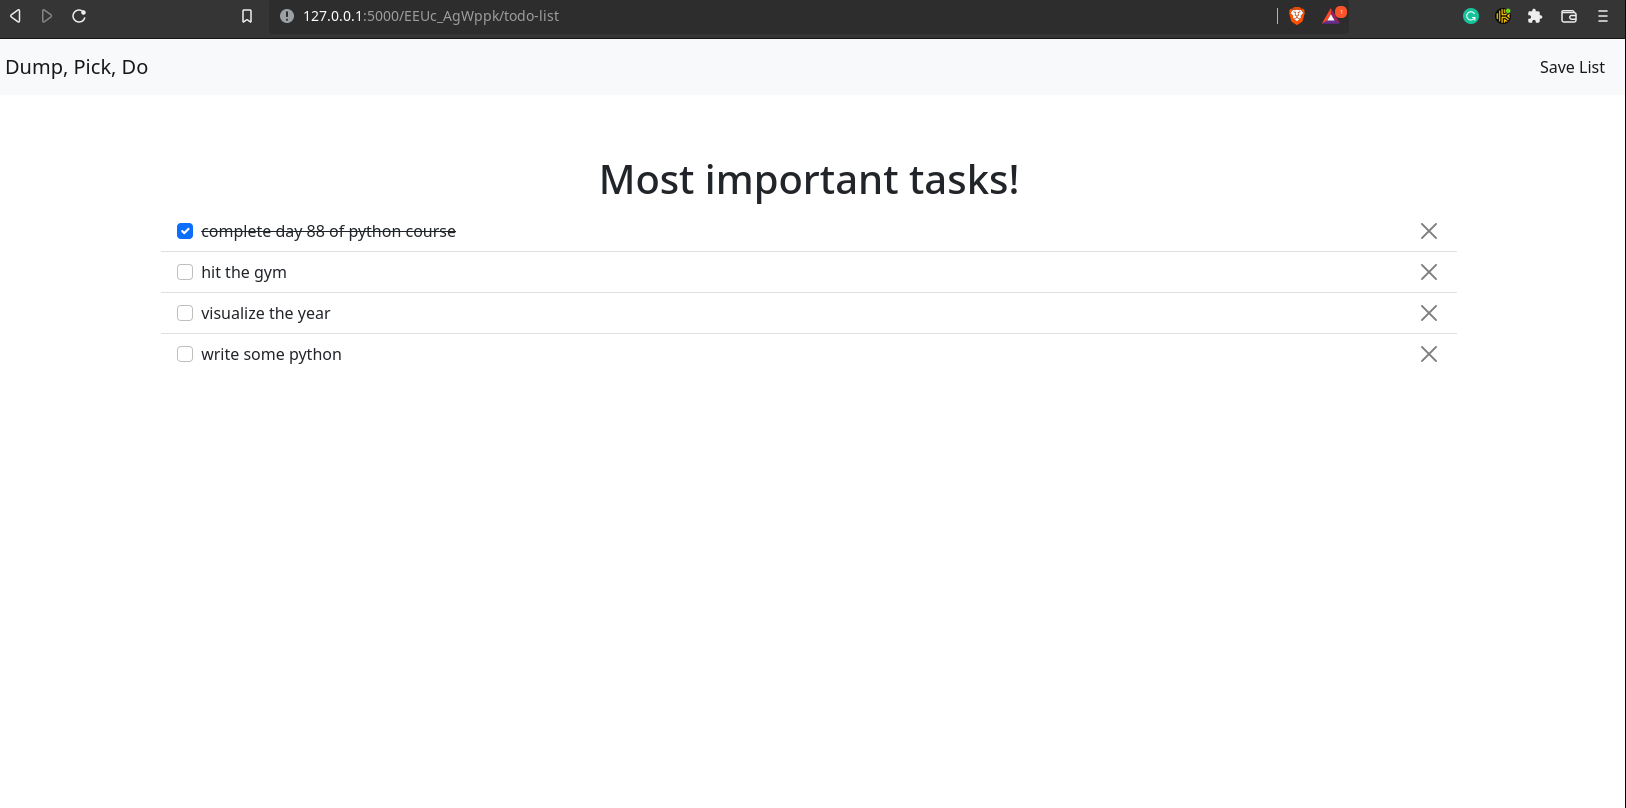 127.0.0.1:5000/EEUc_AgWppk/todo-list
1
Dump, Pick, Do
Save List
Most important tasks!
complete day 88 of python course
hit the gym
visualize the year
write some python